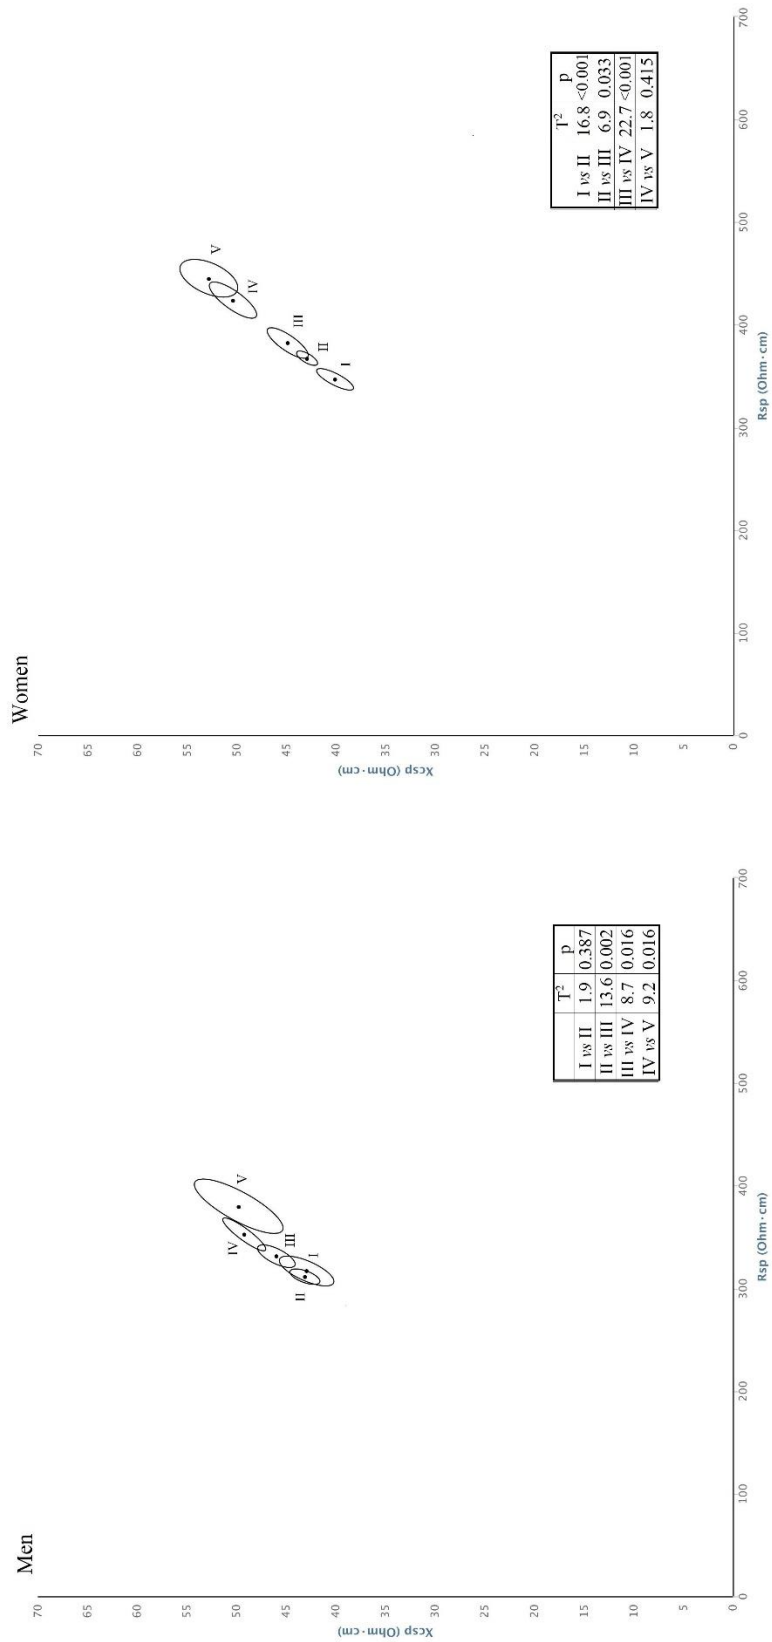 Men
70
65
60
55
50
45
40
35
30
25
20
15
10
5
0
Xcsp (Ohm·cm)
0
100
200
300
400
500
600
700
Rsp (Ohm·cm)
I
II
III
IV
V
T² p
I vs II 1.9 0.387
II vs III 13.6 0.002
III vs IV 8.7 0.016
IV vs V 9.2 0.016
Women
70
65
60
55
50
45
40
35
30
25
20
15
10
5
0
Xcsp (Ohm·cm)
0
100
200
300
400
500
600
700
Rsp (Ohm·cm)
I
II
III
IV
V
T² p
I vs II 16.8 <0.001
II vs III 6.9 0.033
III vs IV 22.7 <0.001
IV vs V 1.8 0.415